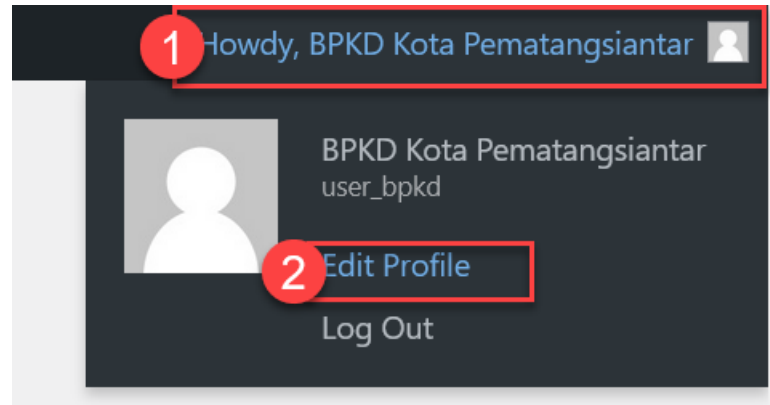 1 Howdy, BPKD Kota Pematangsiantar
BPKD Kota Pematangsiantar
user_bpkd
2 Edit Profile
Log Out